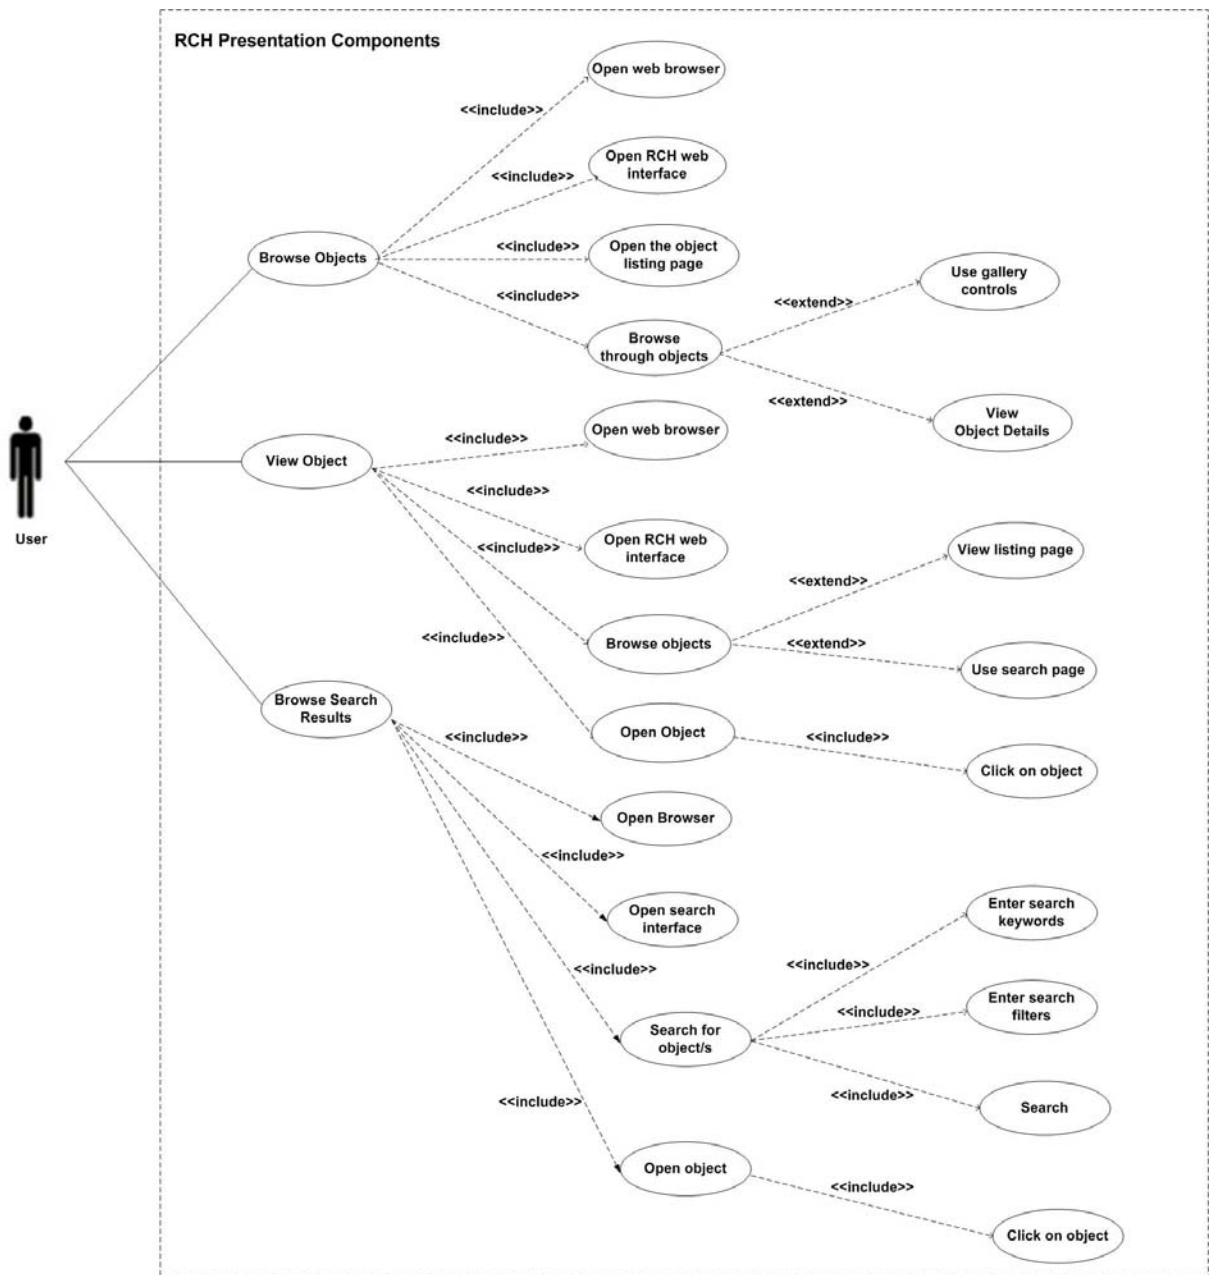 RCH Presentation Components
Open web browser
<<include>>
Open RCH web
interface
<<include>>
Browse Objects
Open the object
listing page
<<include>>
<<include>>
Browse
through objects
Use gallery
controls
<<extend>>
<<extend>>
View
Object Details
User
View Object
Open web browser
<<include>>
<<include>>
Open RCH web
interface
<<include>>
Browse objects
<<include>>
View listing page
<<extend>>
<<extend>>
Use search page
Open Object
<<include>>
Click on object
Browse Search
Results
<<include>>
Open Browser
<<include>>
Open search
interface
<<include>>
Search for
object/s
Enter search
keywords
<<include>>
Enter search
filters
<<include>>
<<include>>
Search
<<include>>
Open object
<<include>>
Click on object